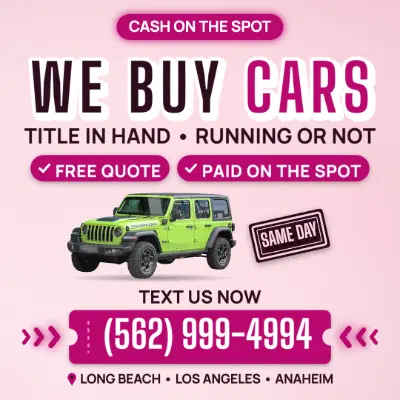 CASH ON THE SPOT
WE BUY CARS
TITLE IN HAND • RUNNING OR NOT
FREE QUOTE
PAID ON THE SPOT
SAME DAY
TEXT US NOW
(562) 999-4994
LONG BEACH • LOS ANGELES • ANAHEIM